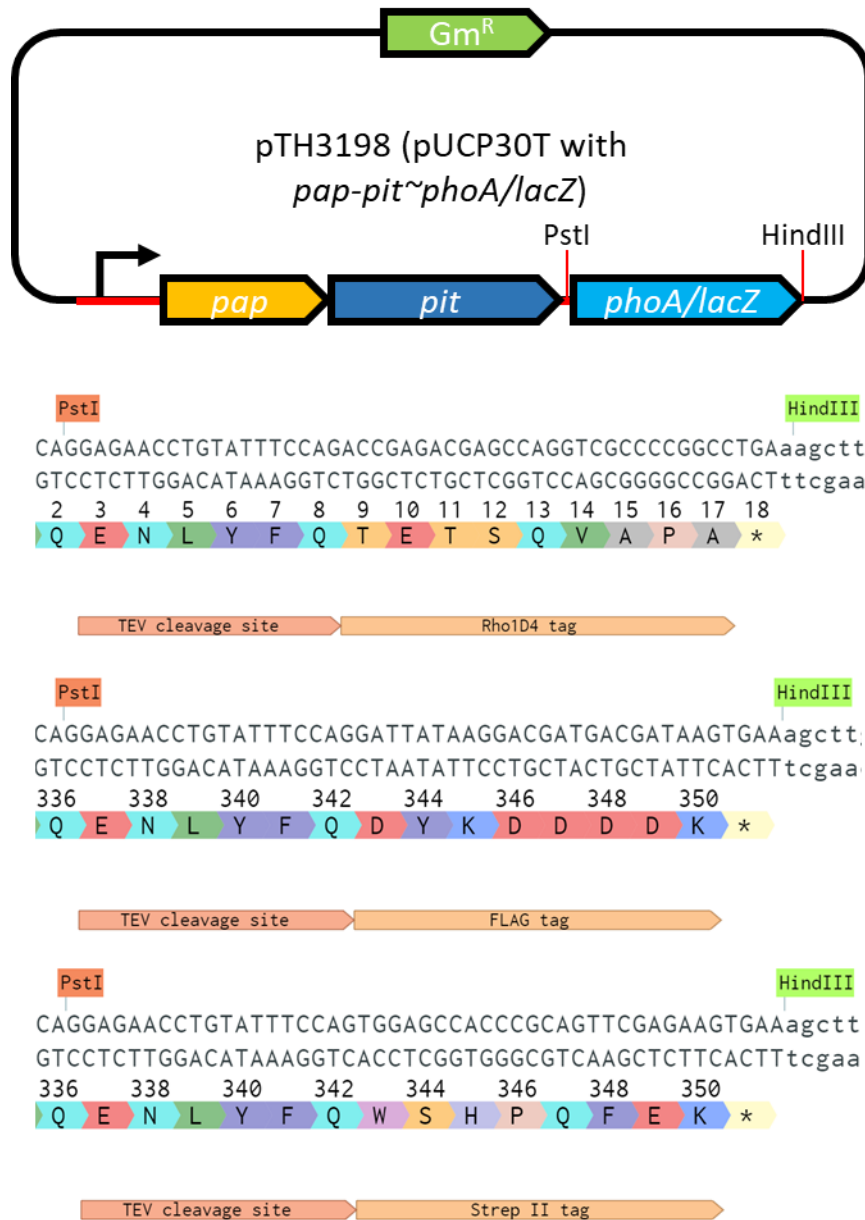 Gm^R
pTH3198 (pUCP30T with
pap-pit~phoA/lacZ)
PstI HindIII
pap pit phoA/lacZ
PstI HindIII
CAGGAGAACCTGTATTTCCAGACCGAGACGAGCCAGGTCGCCCCGGCCTGAaagctt
GTCCTCTTGGACATAAAGGTCTGGCTCTGCTCGGTCCAGCGGGGCCGGACTttcgaa
2 3 4 5 6 7 8 9 10 11 12 13 14 15 16 17 18
Q E N L Y F Q T E T S Q V A P A *
TEV cleavage site Rho1D4 tag
PstI HindIII
CAGGAGAACCTGTATTTCCAGGATTATAAGGACGATGACGATAAGTGAAagctt
GTCCTCTTGGACATAAAGGTCCTAATATTCCTGCTACTGCTATTCACTTtcgaa
336 338 340 342 344 346 348 350
Q E N L Y F Q D Y K D D D D K *
TEV cleavage site FLAG tag
PstI HindIII
CAGGAGAACCTGTATTTCCAGTGGAGCCACCCGCAGTTCGAGAAGTGAAagctt
GTCCTCTTGGACATAAAGGTCACCTCGGTGGGCGTCAAGCTCTTCACTTtcgaa
336 338 340 342 344 346 348 350
Q E N L Y F Q W S H P Q F E K *
TEV cleavage site Strep II tag